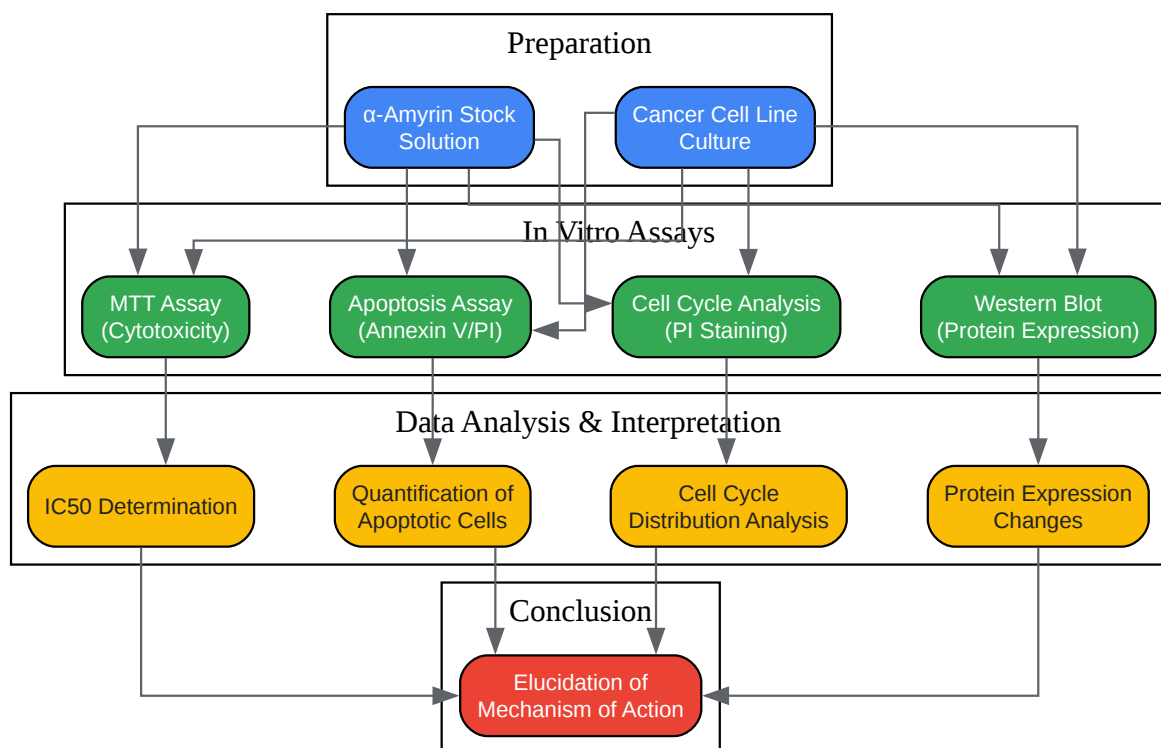 Preparation
α-Amyrin Stock
Solution
Cancer Cell Line
Culture
In Vitro Assays
MTT Assay
(Cytotoxicity)
Apoptosis Assay
(Annexin V/PI)
Cell Cycle Analysis
(PI Staining)
Western Blot
(Protein Expression)
Data Analysis & Interpretation
IC50 Determination
Quantification of
Apoptotic Cells
Cell Cycle
Distribution Analysis
Protein Expression
Changes
Conclusion
Elucidation of
Mechanism of Action